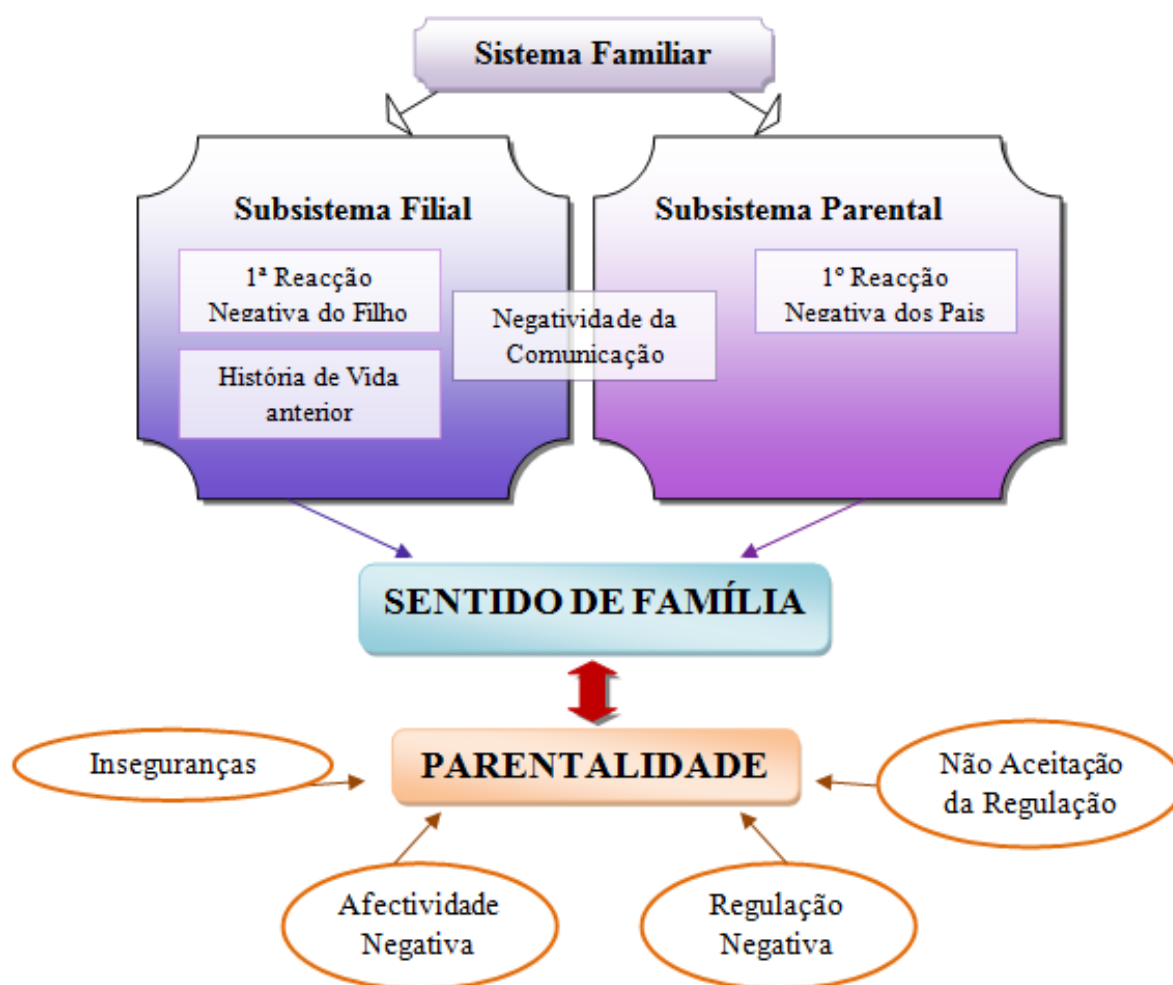 Sistema Familiar
Subsistema Filial
1ª Reacção
Negativa do Filho
História de Vida
anterior
Negatividade da
Comunicação
Subsistema Parental
1º Reacção
Negativa dos Pais
SENTIDO DE FAMÍLIA
PARENTALIDADE
Inseguranças
Afectividade
Negativa
Regulação
Negativa
Não Aceitação
da Regulação